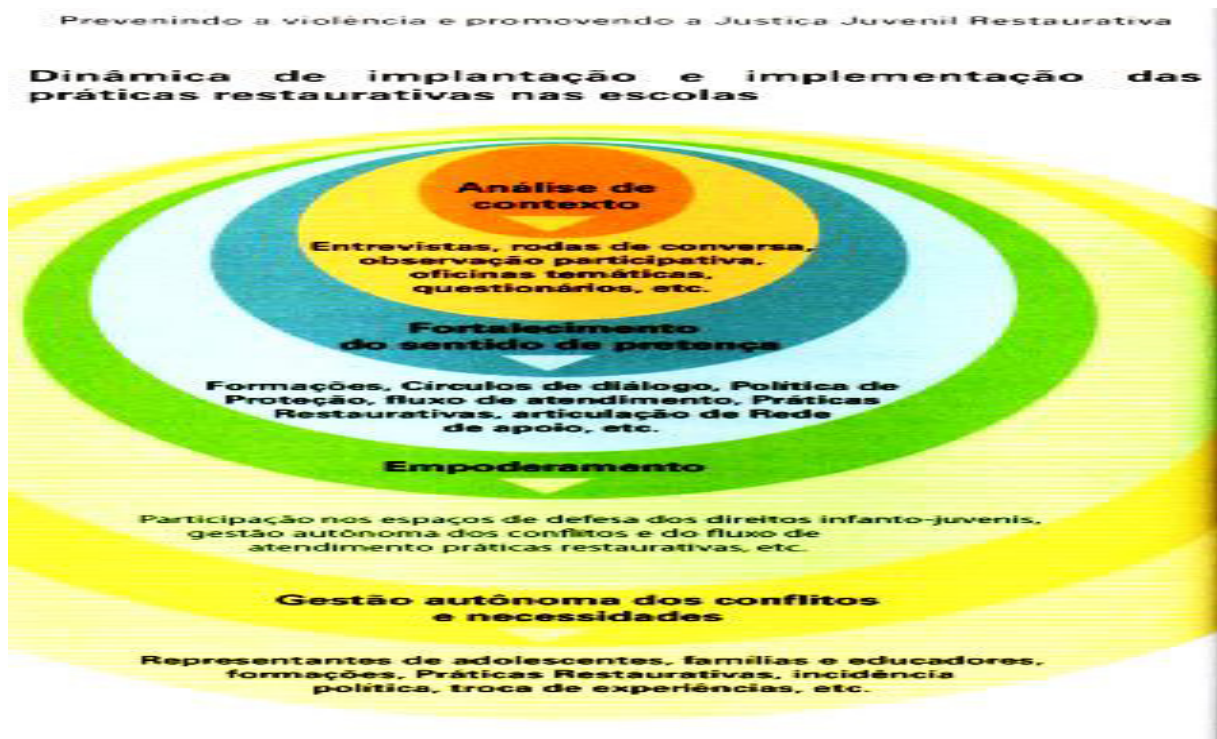 Prevenindo a violência e promovendo a Justiça Juvenil Restaurativa
Dinâmica de implantação e implementação das
práticas restaurativas nas escolas
Análise de
contexto
Entrevistas, rodas de conversa,
observação participativa,
oficinas temáticas,
questionários, etc.
Fortalecimento
do sentido de pretença
Formações, Círculos de diálogo, Política de
Proteção, fluxo de atendimento, Práticas
Restaurativas, articulação de Rede
de apoio, etc.
Empoderamento
Participação nos espaços de defesa dos direitos infanto-juvenis,
gestão autônoma dos conflitos e do fluxo de
atendimento práticas restaurativas, etc.
Gestão autônoma dos conflitos
e necessidades
Representantes de adolescentes, famílias e educadores,
formações, Práticas Restaurativas, incidência
política, troca de experiências, etc.